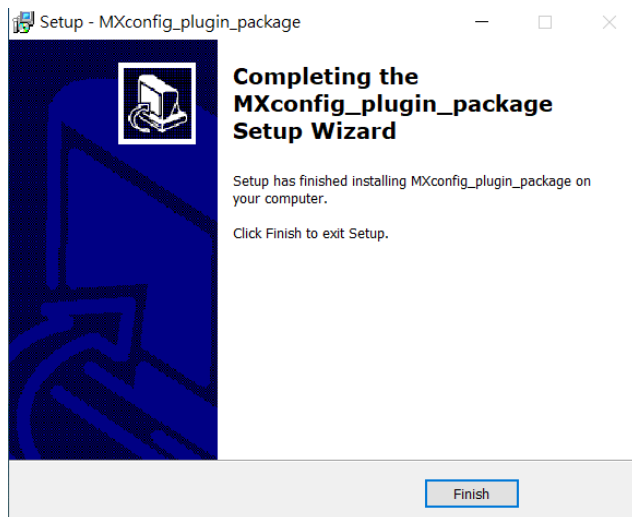 Setup - MXconfig_plugin_package
Completing the
MXconfig_plugin_package
Setup Wizard
Setup has finished installing MXconfig_plugin_package on
your computer.
Click Finish to exit Setup.
Finish